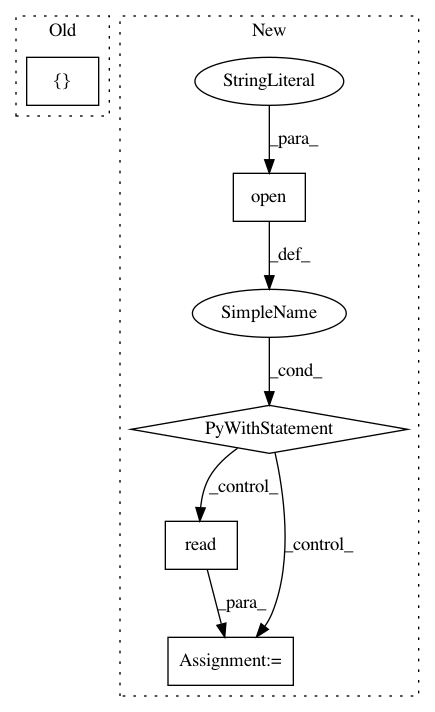 Old
New
{}
StringLiteral
_para_
open
_def_
SimpleName
_cond_
PyWithStatement
_control_
_control_
read
_para_
Assignment:=